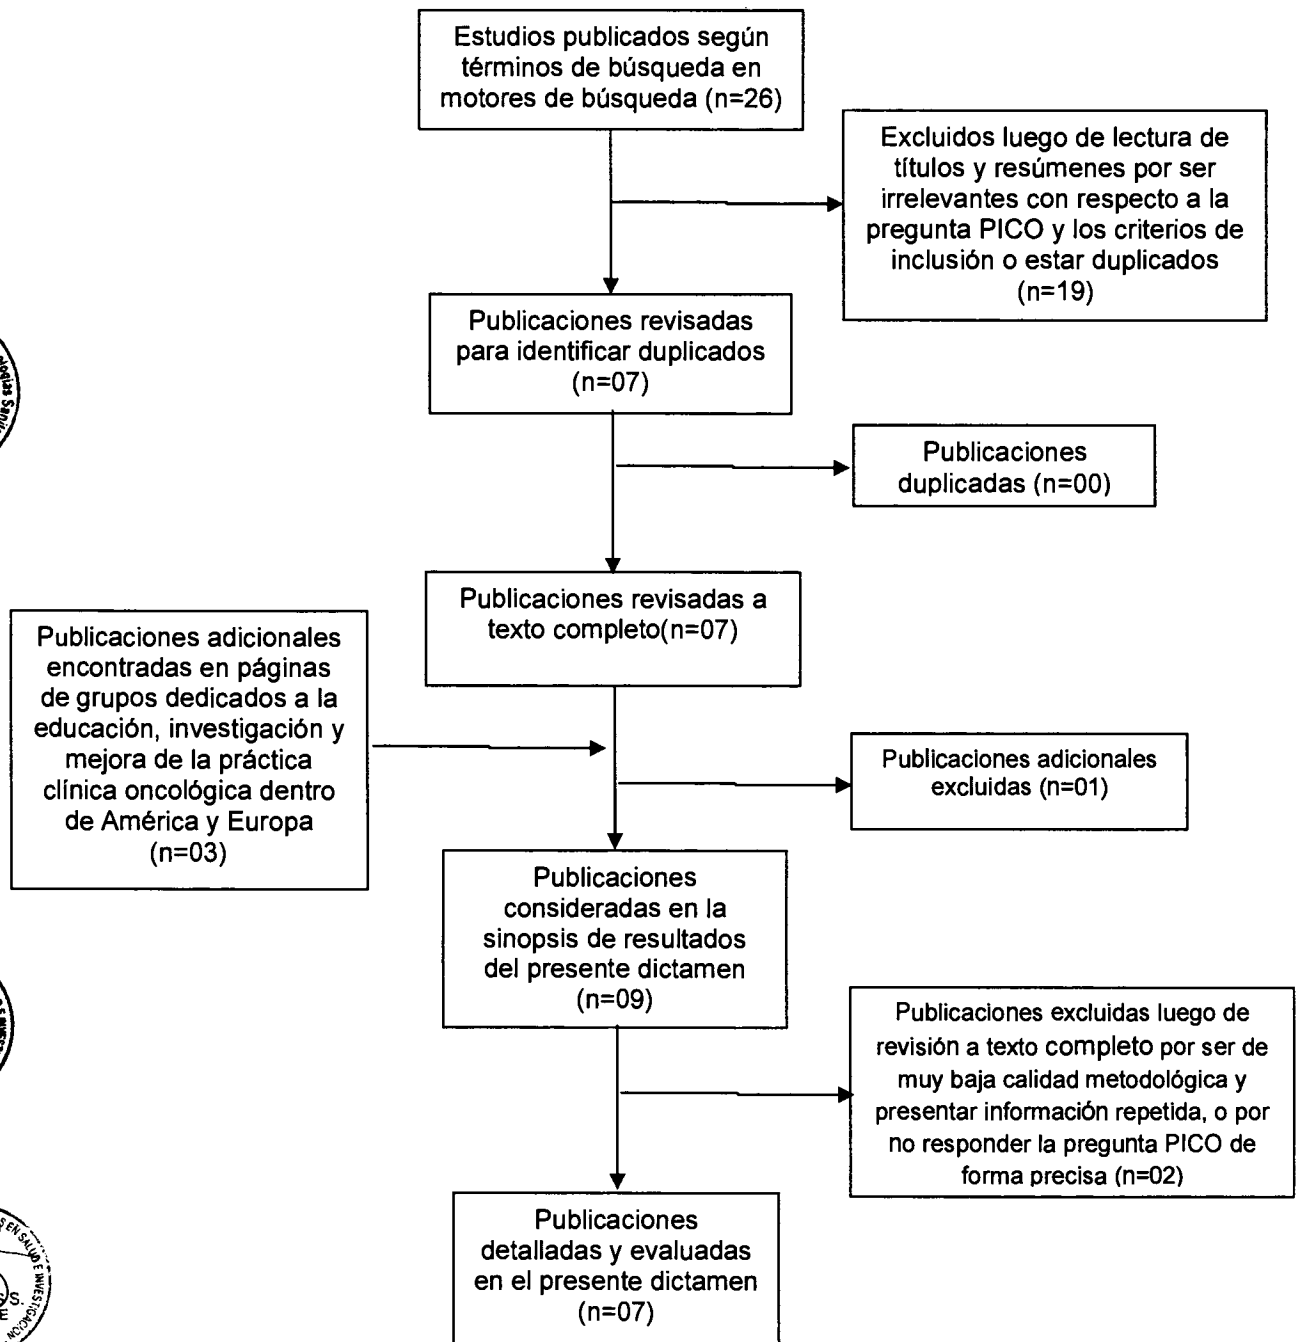 Estudios publicados según
términos de búsqueda en
motores de búsqueda (n=26)
Excluidos luego de lectura de
títulos y resúmenes por ser
irrelevantes con respecto a la
pregunta PICO y los criterios de
inclusión o estar duplicados
(n=19)
Publicaciones revisadas
para identificar duplicados
(n=07)
Publicaciones
duplicadas (n=00)
Publicaciones revisadas a
texto completo(n=07)
Publicaciones adicionales
encontradas en páginas
de grupos dedicados a la
educación, investigación y
mejora de la práctica
clínica oncológica dentro
de América y Europa
(n=03)
Publicaciones adicionales
excluidas (n=01)
Publicaciones
consideradas en la
sinopsis de resultados
del presente dictamen
(n=09)
Publicaciones excluidas luego de
revisión a texto completo por ser de
muy baja calidad metodológica y
presentar información repetida, o por
no responder la pregunta PICO de
forma precisa (n=02)
Publicaciones
detalladas y evaluadas
en el presente dictamen
(n=07)
EN SALUD E INVESTIGACION